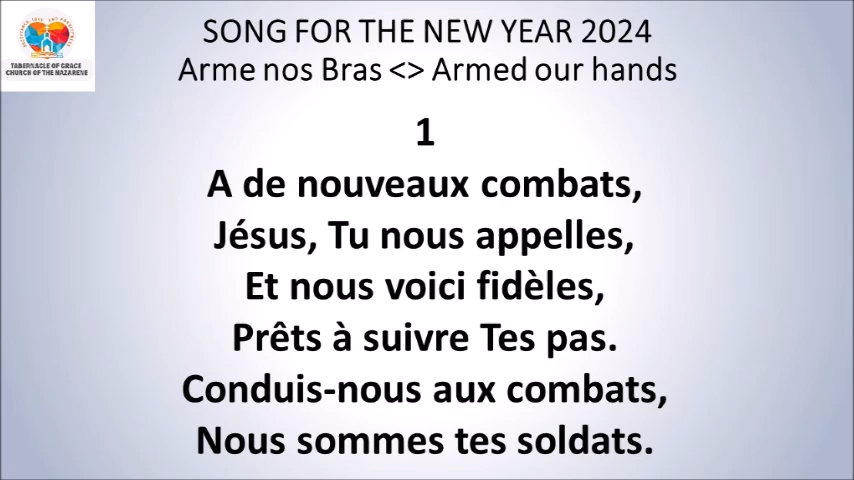 TABERNACLE OF GRACE
CHURCH OF THE NAZARENE
SONG FOR THE NEW YEAR 2024
Arme nos Bras <> Armed our hands
1
A de nouveaux combats,
Jésus, Tu nous appelles,
Et nous voici fidèles,
Prêts à suivre Tes pas.
Conduis-nous aux combats,
Nous sommes tes soldats.